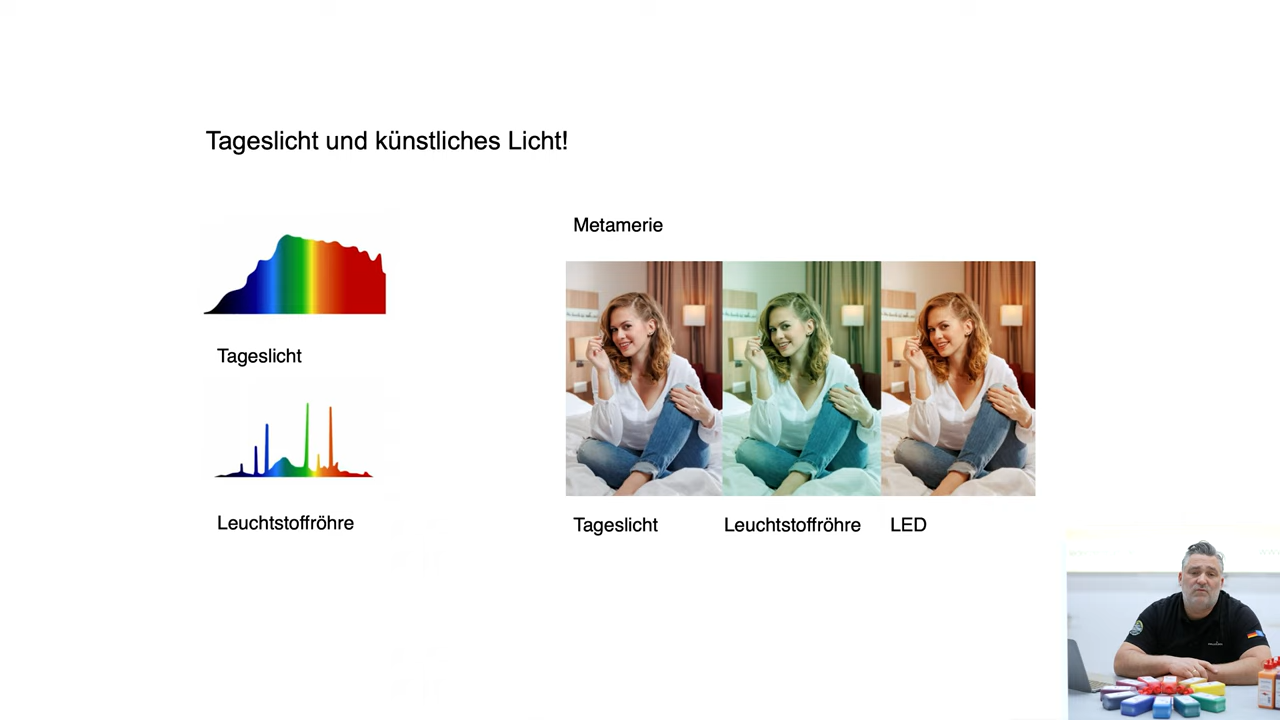 Tageslicht und künstliches Licht!
Metamerie
Tageslicht
Leuchtstoffröhre
Tageslicht
Leuchtstoffröhre
LED